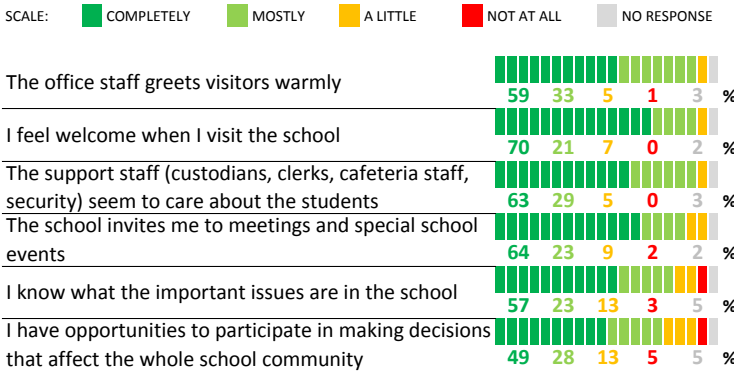 SCALE: COMPLETELY MOSTLY A LITTLE NOT AT ALL NO RESPONSE
The office staff greets visitors warmly
59 33 5 1 3 %
I feel welcome when I visit the school
70 21 7 0 2 %
The support staff (custodians, clerks, cafeteria staff,
security) seem to care about the students
63 29 5 0 3 %
The school invites me to meetings and special school
events
64 23 9 2 2 %
I know what the important issues are in the school
57 23 13 3 5 %
I have opportunities to participate in making decisions
that affect the whole school community
49 28 13 5 5 %